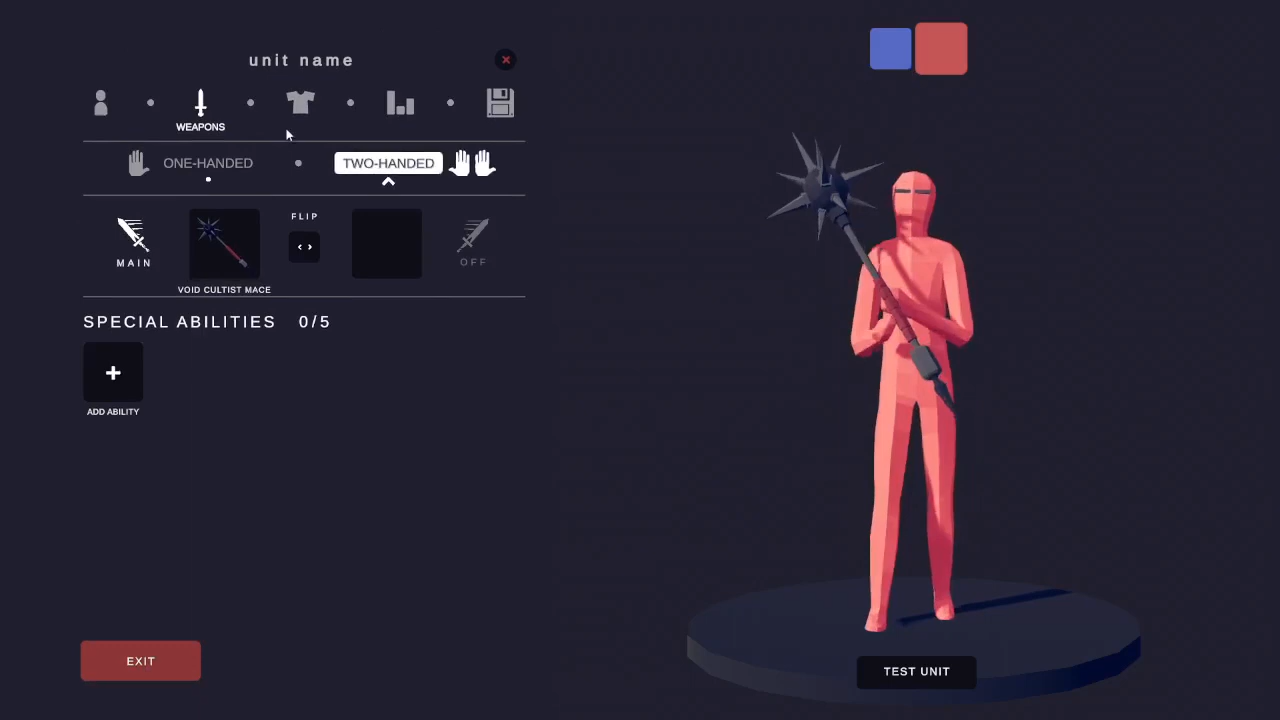 unit name
WEAPONS
ONE-HANDED
TWO-HANDED
FLIP
MAIN
OFF
VOID CULTIST MACE
SPECIAL ABILITIES 0/5
ADD ABILITY
EXIT
TEST UNIT